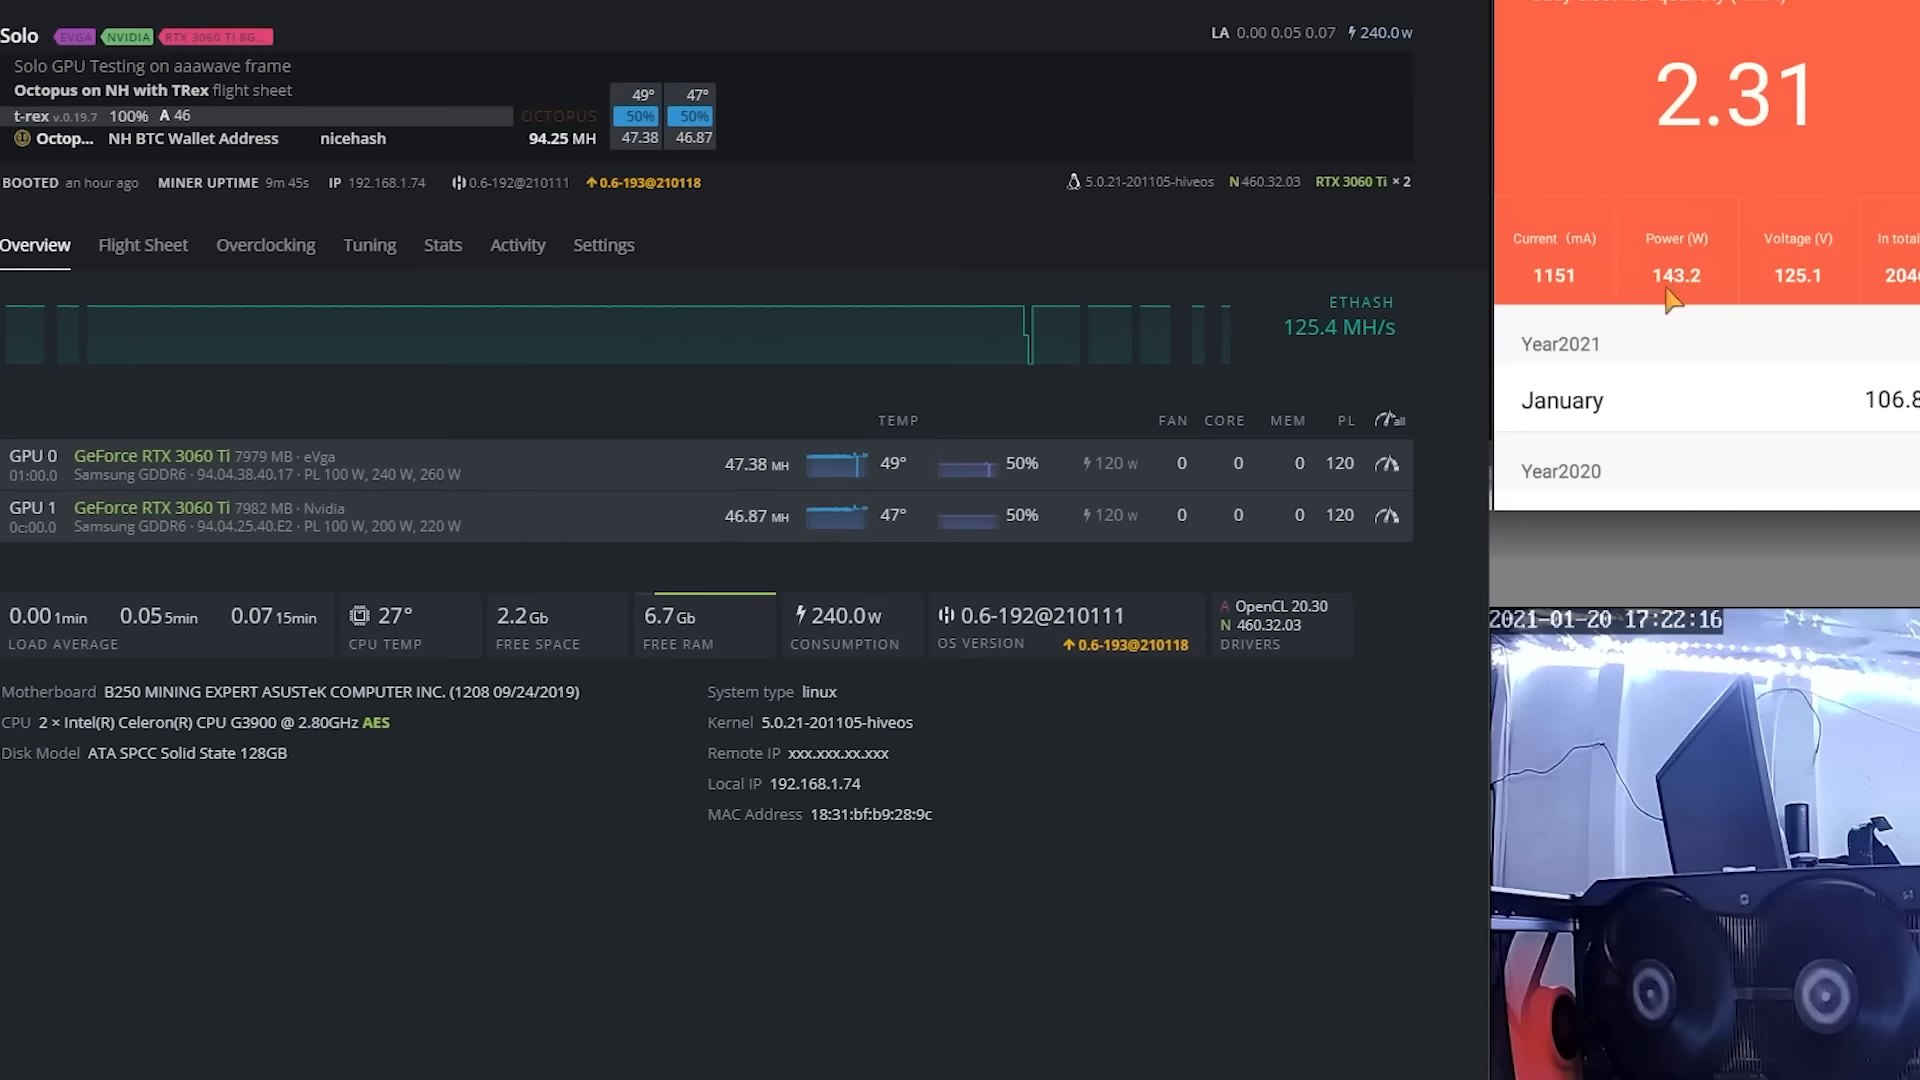 Solo EVGA NVIDIA RTX 3060 TI 8G...
LA 0.00 0.05 0.07 240.0 w
Solo GPU Testing on aaawave frame
Octopus on NH with TRex flight sheet
t-rex v.0.19.7 100% A 46 OCTOPUS
Octop... NH BTC Wallet Address nicehash 94.25 MH
49° 47°
50% 50%
47.38 46.87
BOOTED an hour ago MINER UPTIME 9m 45s IP 192.168.1.74 0.6-192@210111 0.6-193@210118
5.0.21-201105-hiveos N 460.32.03 RTX 3060 Ti × 2
Overview Flight Sheet Overclocking Tuning Stats Activity Settings
ETHASH
125.4 MH/s
TEMP FAN CORE MEM PL all
GPU 0 GeForce RTX 3060 Ti 7979 MB · eVga
01:00.0 Samsung GDDR6 · 94.04.38.40.17 · PL 100 W, 240 W, 260 W
47.38 MH 49° 50% 120 W 0 0 0 120
GPU 1 GeForce RTX 3060 Ti 7982 MB · Nvidia
0c:00.0 Samsung GDDR6 · 94.04.25.40.E2 · PL 100 W, 200 W, 220 W
46.87 MH 47° 50% 120 W 0 0 0 120
0.00 1min 0.05 5min 0.07 15min
LOAD AVERAGE
27°
CPU TEMP
2.2 Gb
FREE SPACE
6.7 Gb
FREE RAM
240.0 W
CONSUMPTION
0.6-192@210111
OS VERSION 0.6-193@210118
A OpenCL 20.30
N 460.32.03
DRIVERS
Motherboard B250 MINING EXPERT ASUSTeK COMPUTER INC. (1208 09/24/2019)
CPU 2 × Intel(R) Celeron(R) CPU G3900 @ 2.80GHz AES
Disk Model ATA SPCC Solid State 128GB
System type linux
Kernel 5.0.21-201105-hiveos
Remote IP xxx.xxx.xx.xxx
Local IP 192.168.1.74
MAC Address 18:31:bf:b9:28:9c
2.31
Current (mA) Power (W) Voltage (V) In total
1151 143.2 125.1 204
Year2021
January 106.8
Year2020
2021-01-20 17:22:16